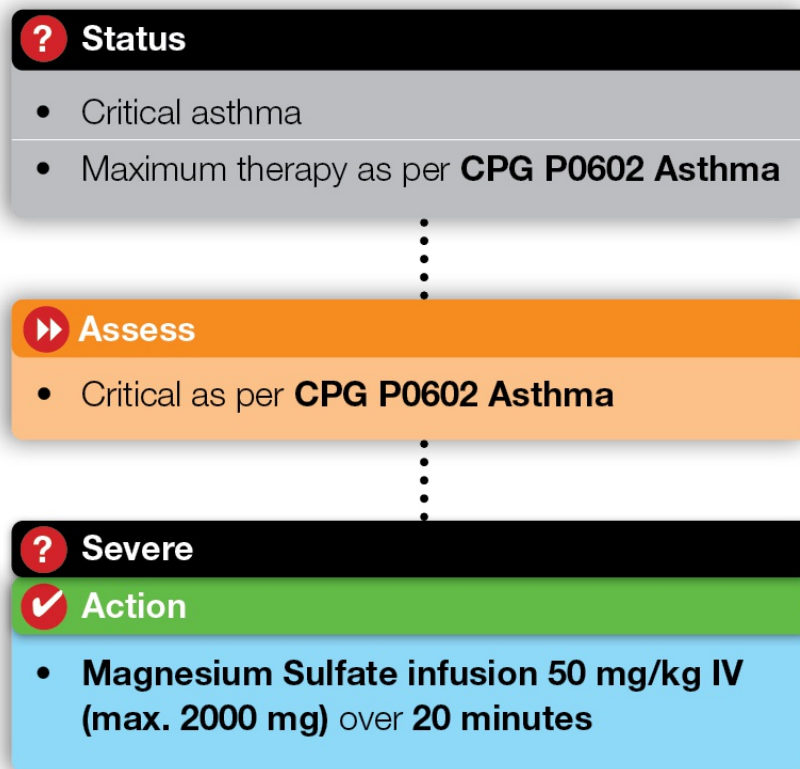 ? Status
• Critical asthma
• Maximum therapy as per CPG P0602 Asthma
Assess
• Critical as per CPG P0602 Asthma
? Severe
Action
• Magnesium Sulfate infusion 50 mg/kg IV
(max. 2000 mg) over 20 minutes